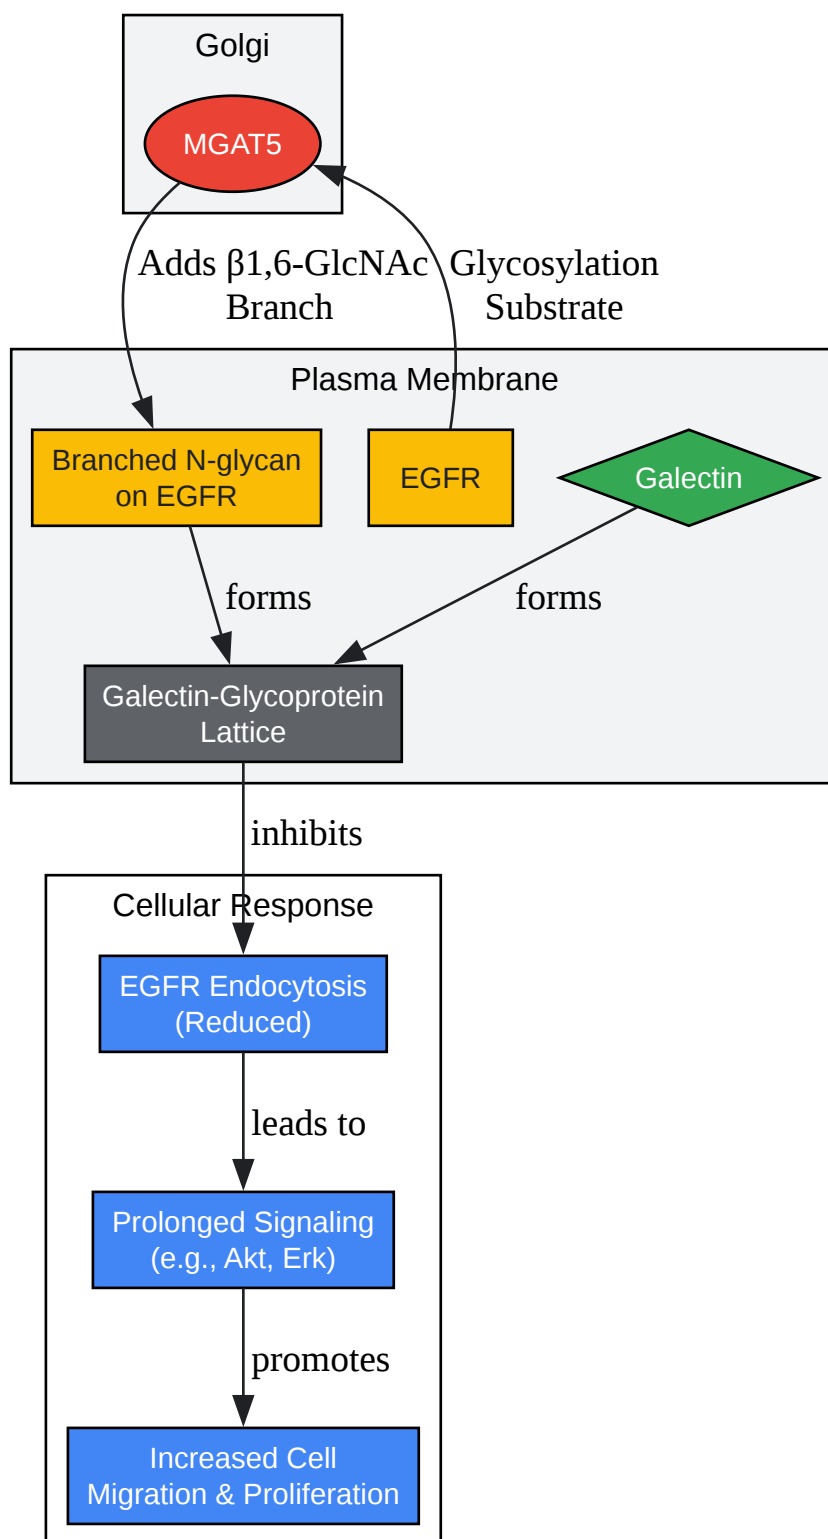 Golgi
MGAT5
Adds β1,6-GlcNAc
Branch
Glycosylation
Substrate
Plasma Membrane
Branched N-glycan
on EGFR
EGFR
Galectin
forms
forms
Galectin-Glycoprotein
Lattice
inhibits
Cellular Response
EGFR Endocytosis
(Reduced)
leads to
Prolonged Signaling
(e.g., Akt, Erk)
promotes
Increased Cell
Migration & Proliferation